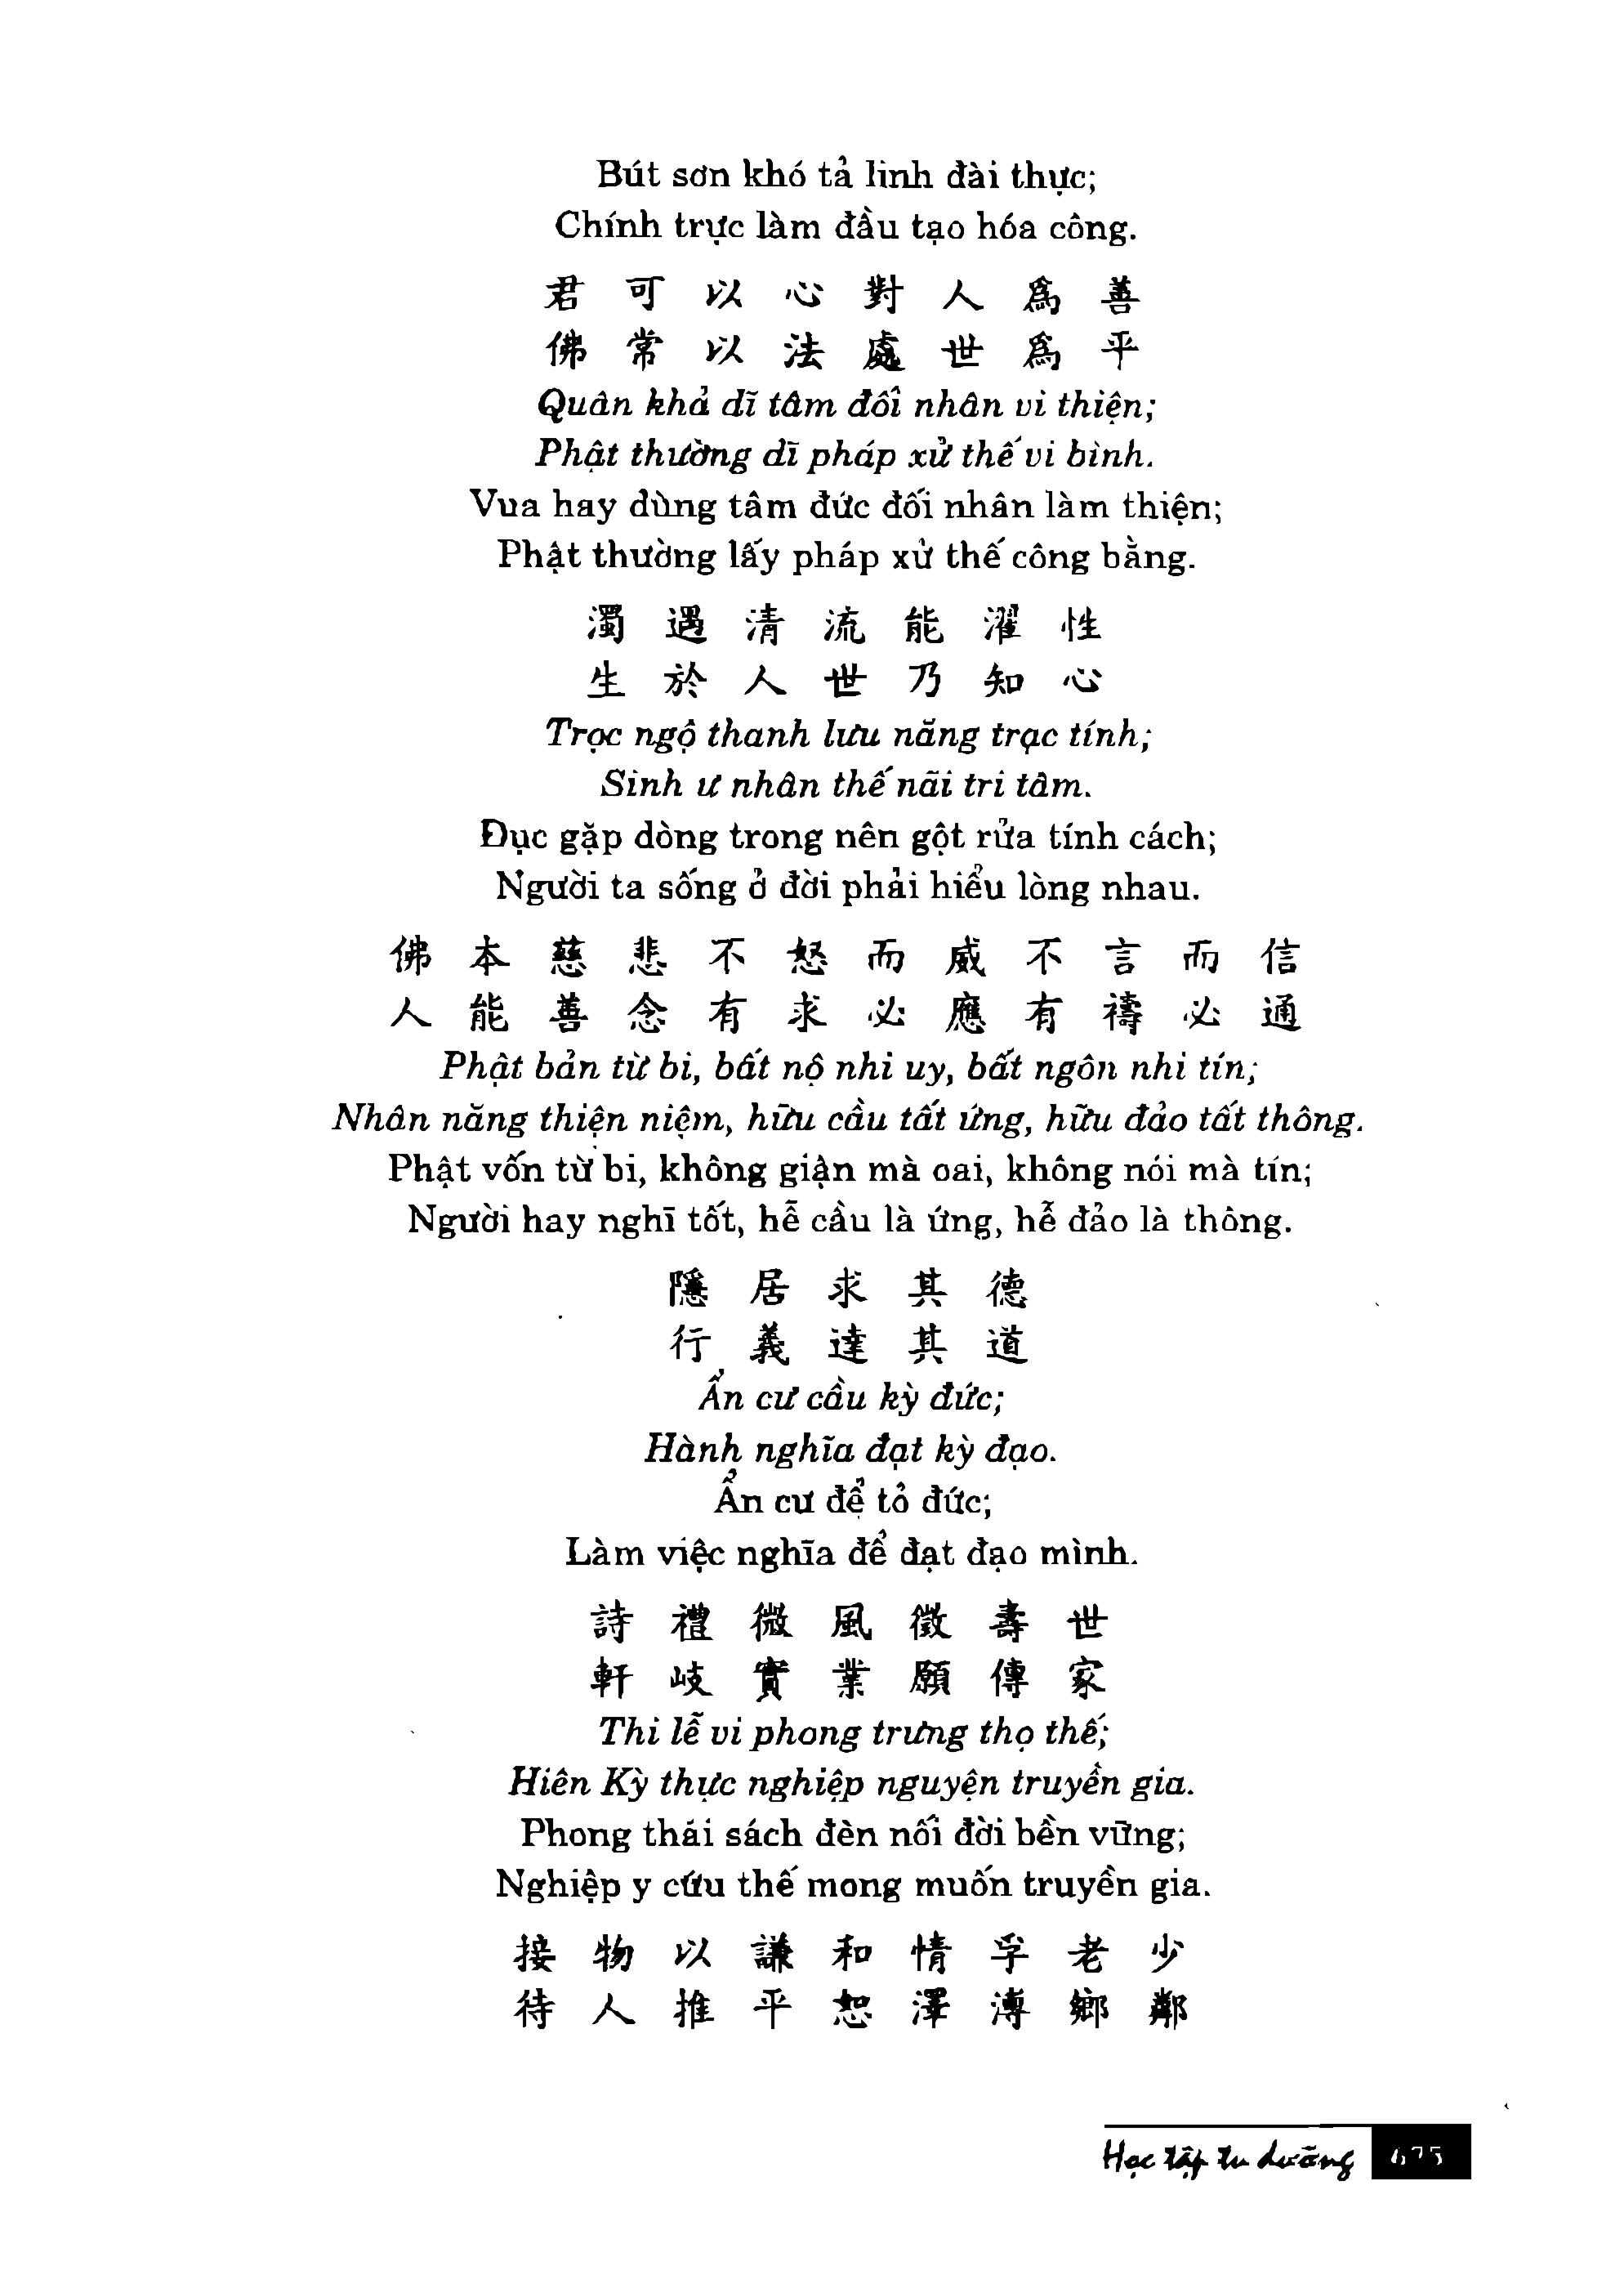 Bút sơn khó tả linh đài thực;
Chính trực làm đầu tạo hóa công.
君 可 以 心 對 人 爲 善
佛 常 以 法 處 世 爲 平
Quân khả dĩ tâm đối nhân vi thiện;
Phật thường dĩ pháp xử thế vi bình.
Vua hay dùng tâm đức đối nhân làm thiện;
Phật thường lấy pháp xử thế công bằng.
濁 遇 清 流 能 濯 性
生 於 人 世 乃 知 心
Trọc ngộ thanh lưu năng trạc tính;
Sinh ư nhân thế nãi tri tâm.
Đục gặp dòng trong nên gột rửa tính cách;
Người ta sống ở đời phải hiểu lòng nhau.
佛 本 慈 悲 不 怒 而 威 不 言 而 信
人 能 善 念 有 求 必 應 有 禱 必 通
Phật bản từ bi, bất nộ nhi uy, bất ngôn nhi tín;
Nhân năng thiện niệm, hữu cầu tất ứng, hữu đảo tất thông.
Phật vốn từ bi, không giận mà oai, không nói mà tín;
Người hay nghĩ tốt, hễ cầu là ứng, hễ đảo là thông.
隱 居 求 其 德
行 義 達 其 道
Ẩn cư cầu kỳ đức;
Hành nghĩa đạt kỳ đạo.
Ẩn cư để tỏ đức;
Làm việc nghĩa để đạt đạo mình.
詩 禮 微 風 徵 壽 世
軒 岐 實 業 願 傳 家
Thi lễ vi phong trưng thọ thế;
Hiên Kỳ thực nghiệp nguyện truyền gia.
Phong thái sách đèn nối đời bền vững;
Nghiệp y cứu thế mong muốn truyền gia.
接 物 以 謙 和 情 孚 老 少
待 人 推 平 恕 澤 溥 鄉 鄰
Học tập tu dưỡng 675